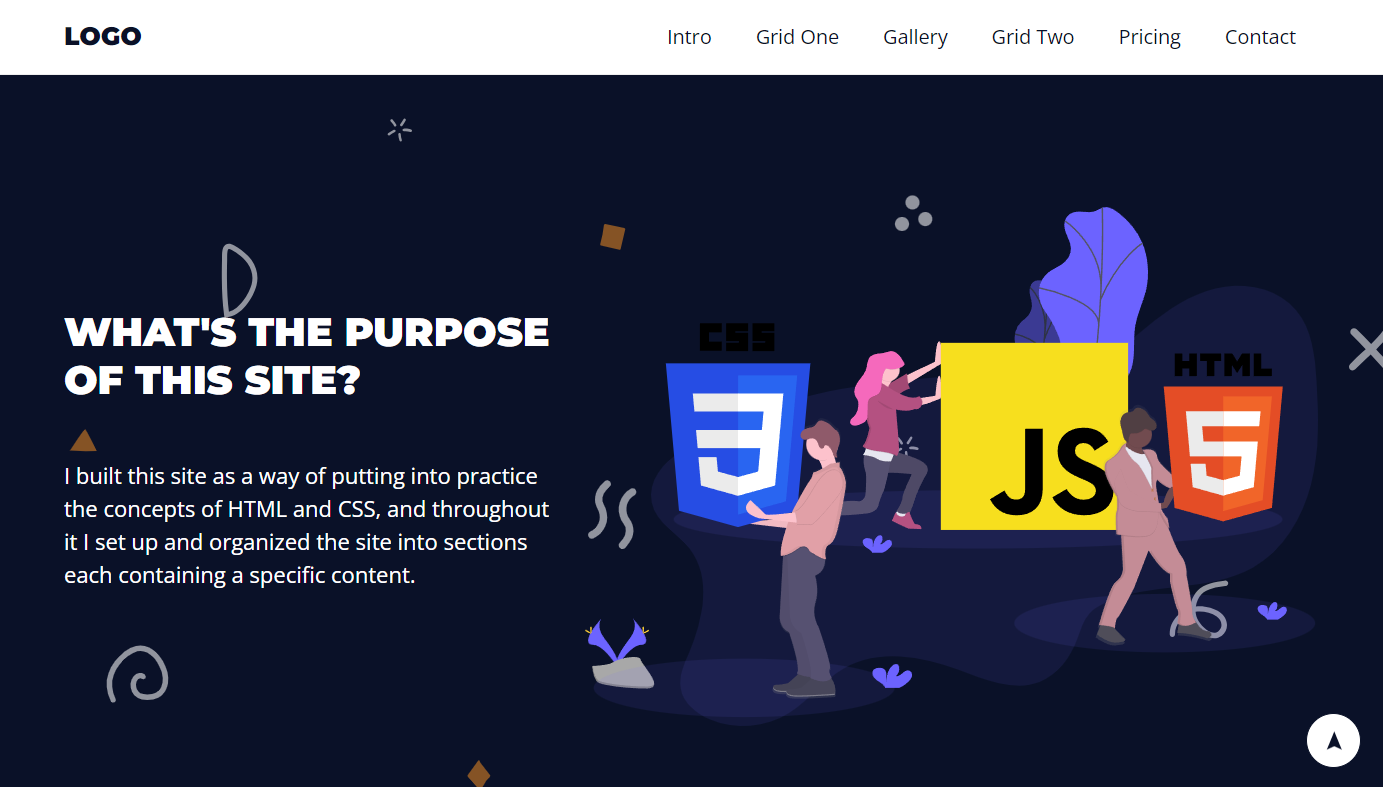 LOGO
Intro Grid One Gallery Grid Two Pricing Contact
WHAT'S THE PURPOSE
OF THIS SITE?
I built this site as a way of putting into practice
the concepts of HTML and CSS, and throughout
it I set up and organized the site into sections
each containing a specific content.
CSS
3
JS
HTML
5